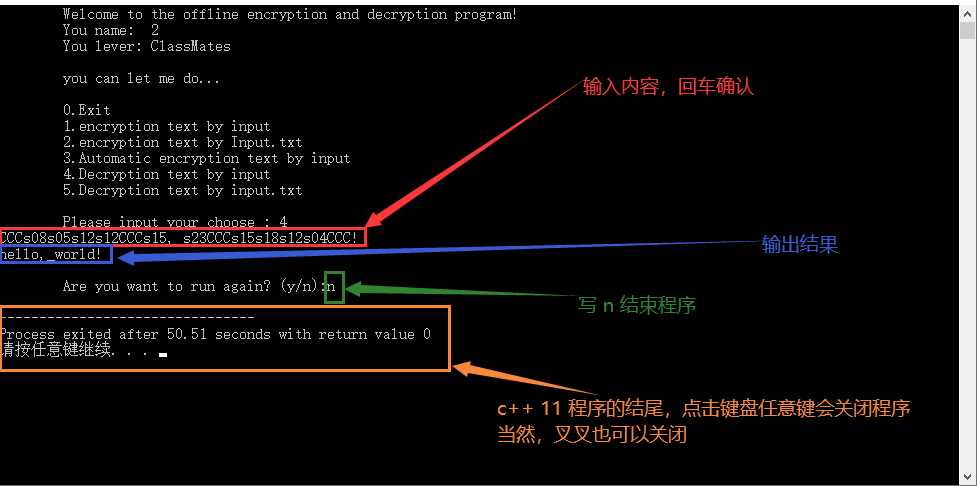 Welcome to the offline encryption and decryption program!
You name:  2
You lever: ClassMates
you can let me do...
0.Exit
1.encryption text by input
2.encryption text by Input.txt
3.Automatic encryption text by input
4.Decryption text by input
5.Decryption text by input.txt
Please input your choose : 4
CCCs08s05s12s12CCCs15, s23CCCs15s18s12s04CCC!
hello,_world!
Are you want to run again? (y/n):n
--------------------------------
Process exited after 50.51 seconds with return value 0
请按任意键继续. . .
输入内容，回车确认
输出结果
写 n 结束程序
c++ 11 程序的结尾，点击键盘任意键会关闭程序
当然，叉叉也可以关闭